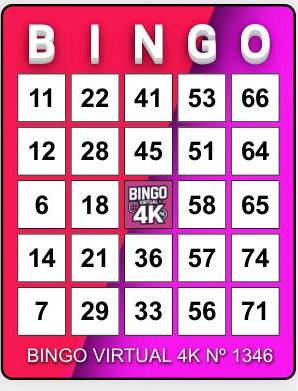 B I N G O
11 22 41 53 66
12 28 45 51 64
6 18 BINGO VIRTUAL 4K 58 65
14 21 36 57 74
7 29 33 56 71
BINGO VIRTUAL 4K Nº 1346